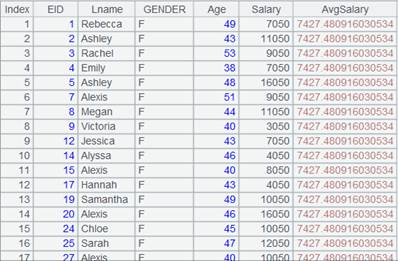 Index EID Lname GENDER Age Salary AvgSalary
1 1 Rebecca F 49 7050 7427.480916030534
2 2 Ashley F 43 11050 7427.480916030534
3 3 Rachel F 53 9050 7427.480916030534
4 4 Emily F 38 7050 7427.480916030534
5 5 Ashley F 48 16050 7427.480916030534
6 7 Alexis F 51 9050 7427.480916030534
7 8 Megan F 44 11050 7427.480916030534
8 9 Victoria F 40 3050 7427.480916030534
9 12 Jessica F 43 7050 7427.480916030534
10 14 Alyssa F 46 4050 7427.480916030534
11 15 Alexis F 40 8050 7427.480916030534
12 17 Hannah F 43 4050 7427.480916030534
13 19 Samantha F 49 10050 7427.480916030534
14 20 Alexis F 46 16050 7427.480916030534
15 24 Chloe F 45 10050 7427.480916030534
16 25 Sarah F 47 12050 7427.480916030534
17 27 Alexis F 40 10050 7427.480916030534